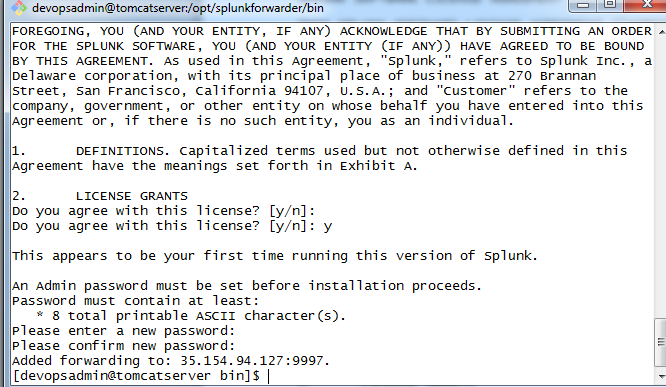 devopsadmin@tomcatserver:/opt/splunkforwarder/bin
FOREGOING, YOU (AND YOUR ENTITY, IF ANY) ACKNOWLEDGE THAT BY SUBMITTING AN ORDER
FOR THE SPLUNK SOFTWARE, YOU (AND YOUR ENTITY (IF ANY)) HAVE AGREED TO BE BOUND
BY THIS AGREEMENT. As used in this Agreement, "Splunk," refers to Splunk Inc., a
Delaware corporation, with its principal place of business at 270 Brannan
Street, San Francisco, California 94107, U.S.A.; and "Customer" refers to the
company, government, or other entity on whose behalf you have entered into this
Agreement or, if there is no such entity, you as an individual.
1.       DEFINITIONS. Capitalized terms used but not otherwise defined in this
Agreement have the meanings set forth in Exhibit A.
2.       LICENSE GRANTS
Do you agree with this license? [y/n]:
Do you agree with this license? [y/n]: y
This appears to be your first time running this version of Splunk.
An Admin password must be set before installation proceeds.
Password must contain at least:
   * 8 total printable ASCII character(s).
Please enter a new password:
Please confirm new password:
Added forwarding to: 35.154.94.127:9997.
[devopsadmin@tomcatserver bin]$